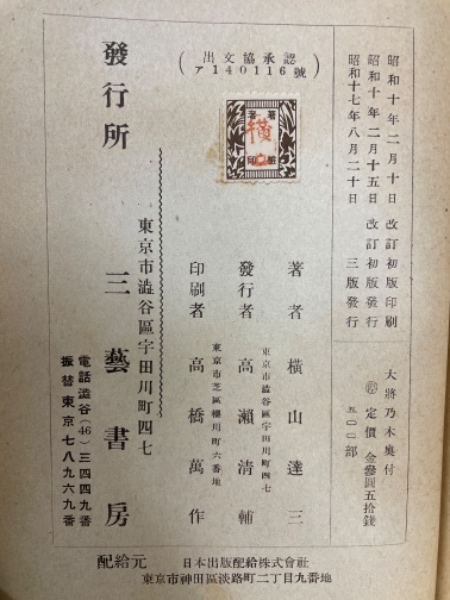 昭和十年二月十日 改訂初版印刷
昭和十年二月十五日 改訂初版發行
昭和十七年八月二十日 三版發行
大將乃木奧付
㊞ 定價 金參圓五拾錢
五〇〇〇部
(出文協承認
ア140116號)
著者 横山達三
東京市澁谷區宇田川町四七
發行者 高瀨清輔
東京市芝區櫻川町六番地
印刷者 高橋萬作
東京市澁谷區宇田川町四七
發行所 三藝書房
電話澁谷(46)三四四九番
振替東京七八九六九番
配給元 日本出版配給株式會社
東京市神田區淡路町二丁目九番地